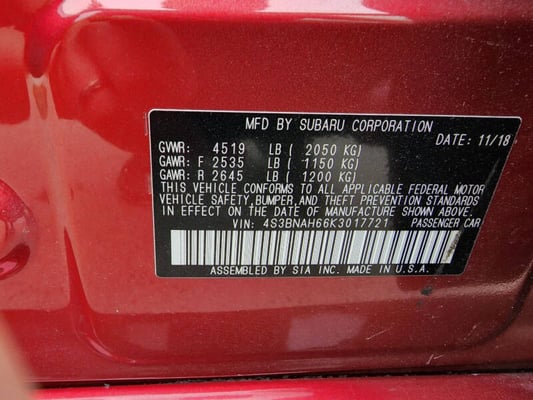 MFD BY SUBARU CORPORATION
DATE: 11/18
GVWR: 4519 LB ( 2050 KG)
GAWR: F 2535 LB ( 1150 KG)
GAWR: R 2645 LB ( 1200 KG)
THIS VEHICLE CONFORMS TO ALL APPLICABLE FEDERAL MOTOR
VEHICLE SAFETY, BUMPER, AND THEFT PREVENTION STANDARDS
IN EFFECT ON THE DATE OF MANUFACTURE SHOWN ABOVE.
VIN: 4S3BNAH66K3017721 PASSENGER CAR
ASSEMBLED BY SIA INC. MADE IN U.S.A.